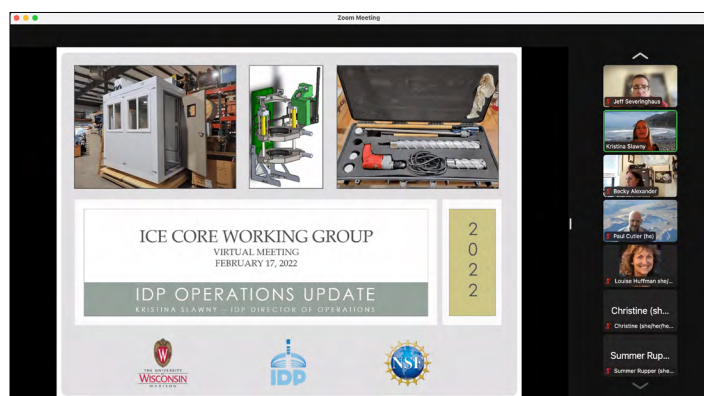 Zoom Meeting
ICE CORE WORKING GROUP
VIRTUAL MEETING
FEBRUARY 17, 2022
IDP OPERATIONS UPDATE
KRISTINA SLAWNY – IDP DIRECTOR OF OPERATIONS
2
0
2
2
THE UNIVERSITY
WISCONSIN
MADISON
IDP
NSF
Jeff Severinghaus
Kristina Slawny
Becky Alexander
Paul Cutler (he)
Louise Huffman she/...
Christine (sh...
Christine (she/her/he...
Summer Rup...
Summer Rupper (she...